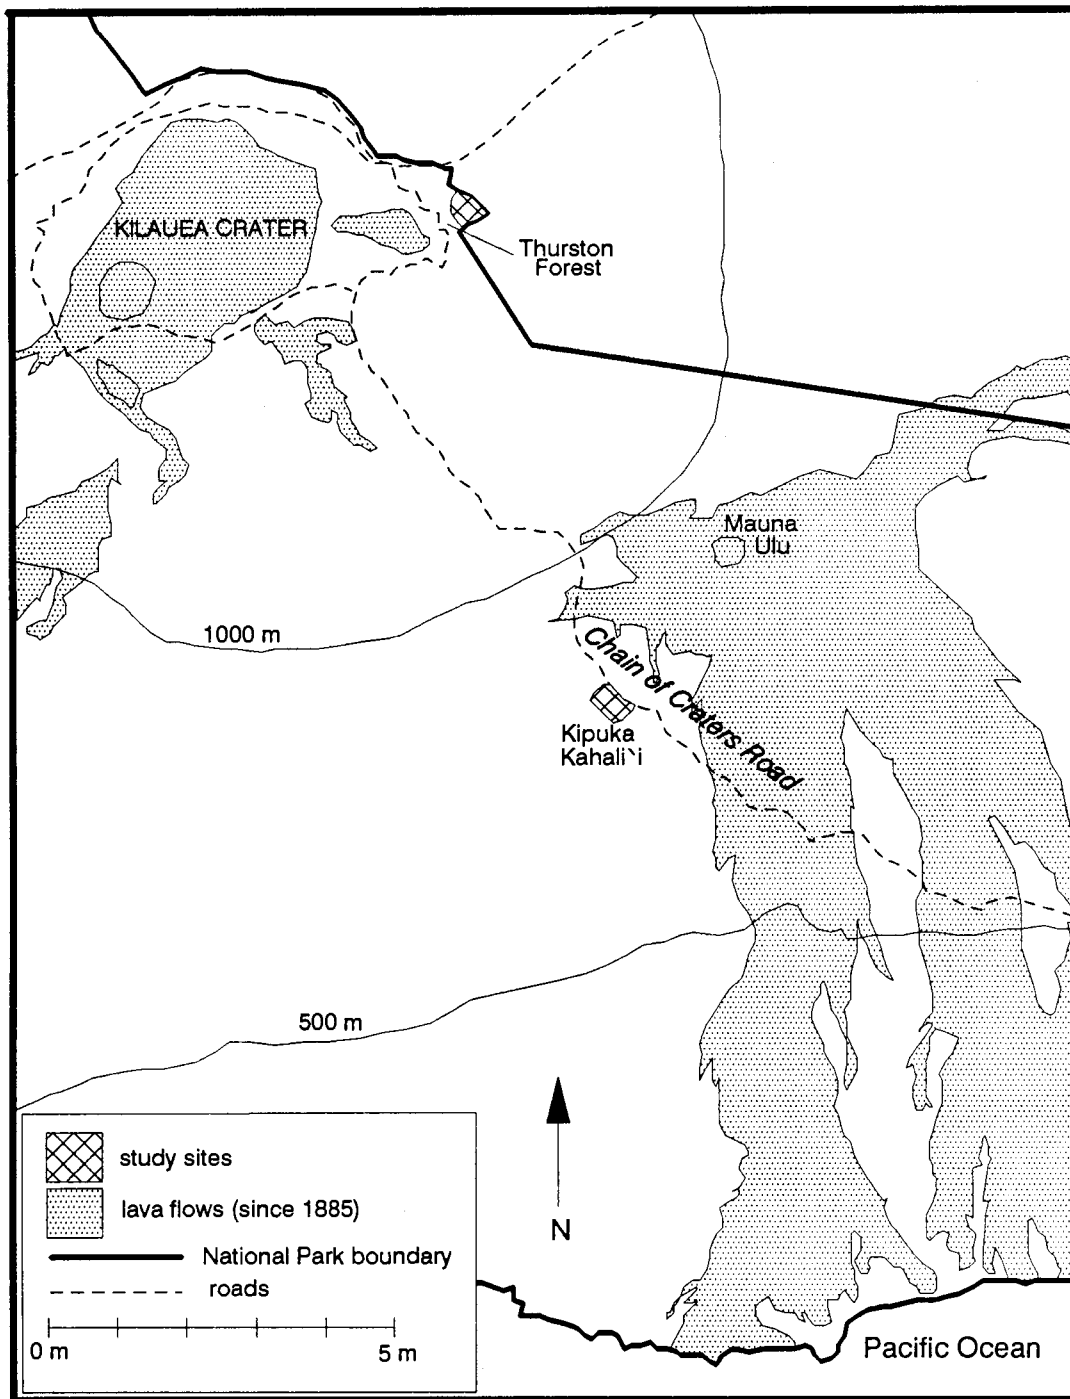 KILAUEA CRATER
Thurston
Forest
Mauna
Ulu
1000 m
Chain of Craters Road
Kipuka
Kahali`i
500 m
study sites
lava flows (since 1885)
National Park boundary
roads
0 m
5 m
N
Pacific Ocean